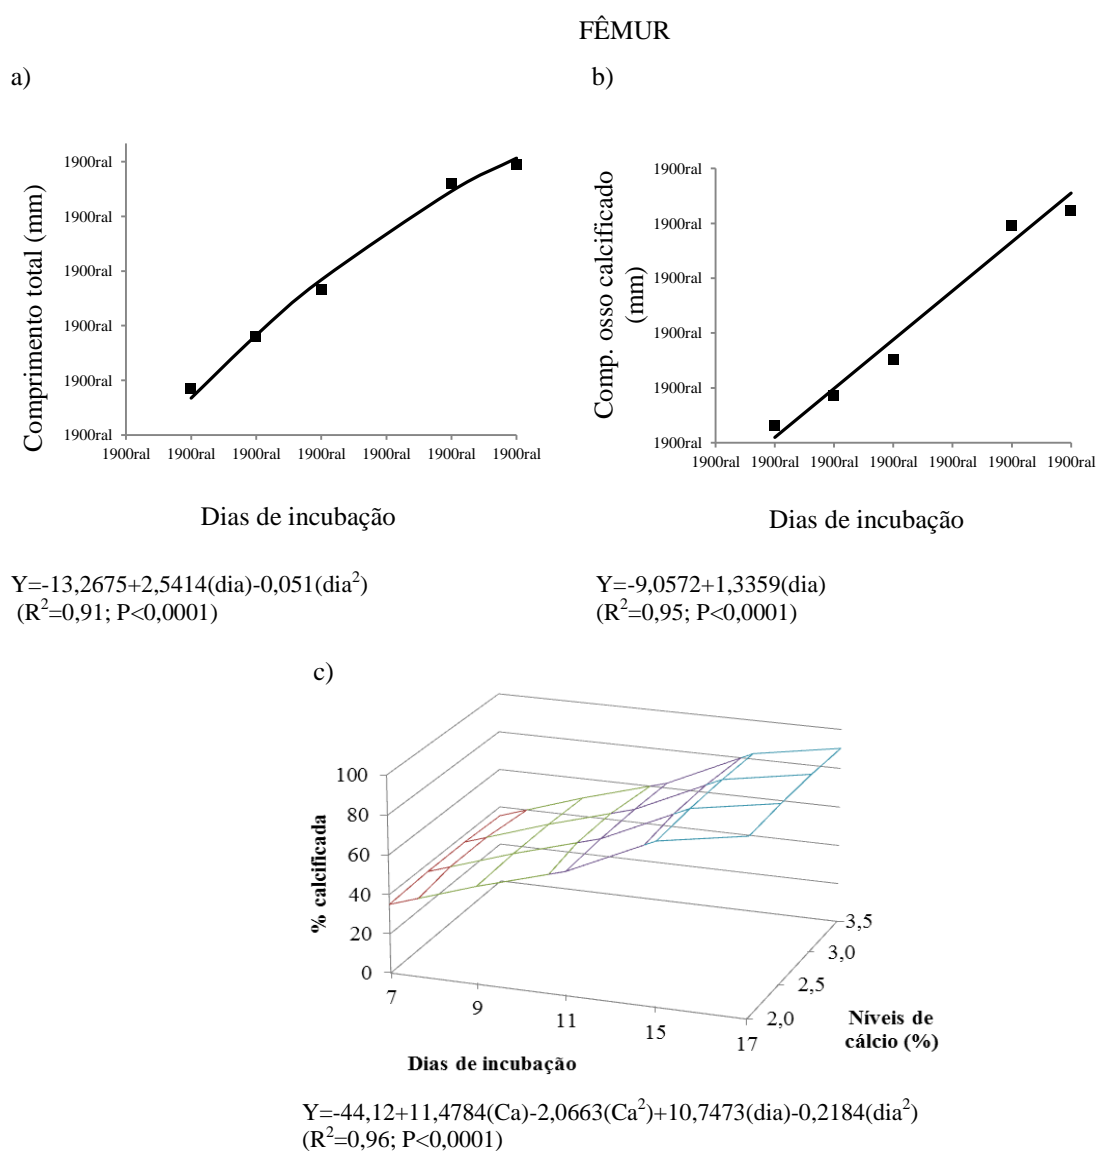 FÊMUR
a)
b)
Comprimento total (mm)
1900ral
1900ral
1900ral
1900ral
1900ral
1900ral
1900ral 1900ral 1900ral 1900ral 1900ral 1900ral 1900ral
Dias de incubação
Comp. osso calcificado
(mm)
1900ral
1900ral
1900ral
1900ral
1900ral
1900ral
1900ral 1900ral 1900ral 1900ral 1900ral 1900ral 1900ral
Dias de incubação
Y=-13,2675+2,5414(dia)-0,051(dia²)
(R²=0,91; P<0,0001)
Y=-9,0572+1,3359(dia)
(R²=0,95; P<0,0001)
c)
% calcificada
100
80
60
40
20
0
7 9 11 15 17
Dias de incubação
3,5
3,0
2,5
2,0
Níveis de
cálcio (%)
Y=-44,12+11,4784(Ca)-2,0663(Ca²)+10,7473(dia)-0,2184(dia²)
(R²=0,96; P<0,0001)